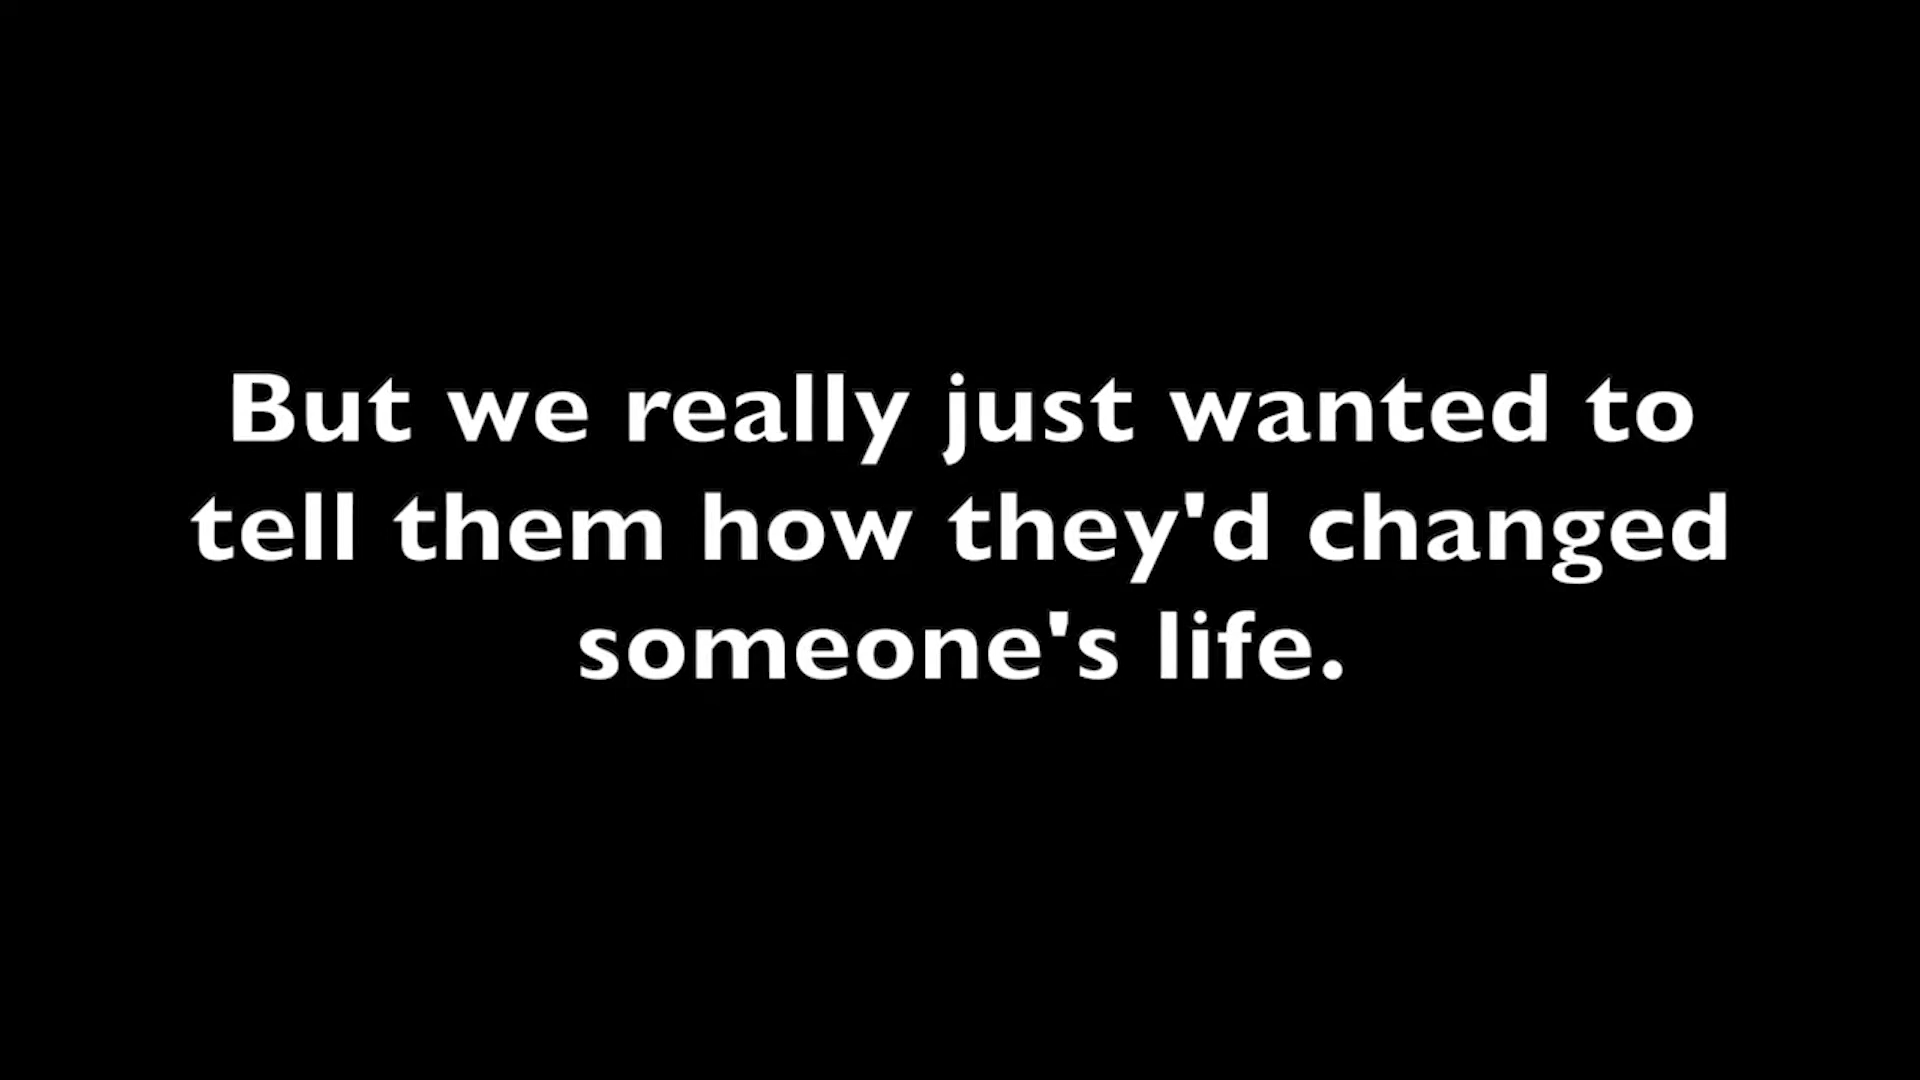 But we really just wanted to
tell them how they'd changed
someone's life.